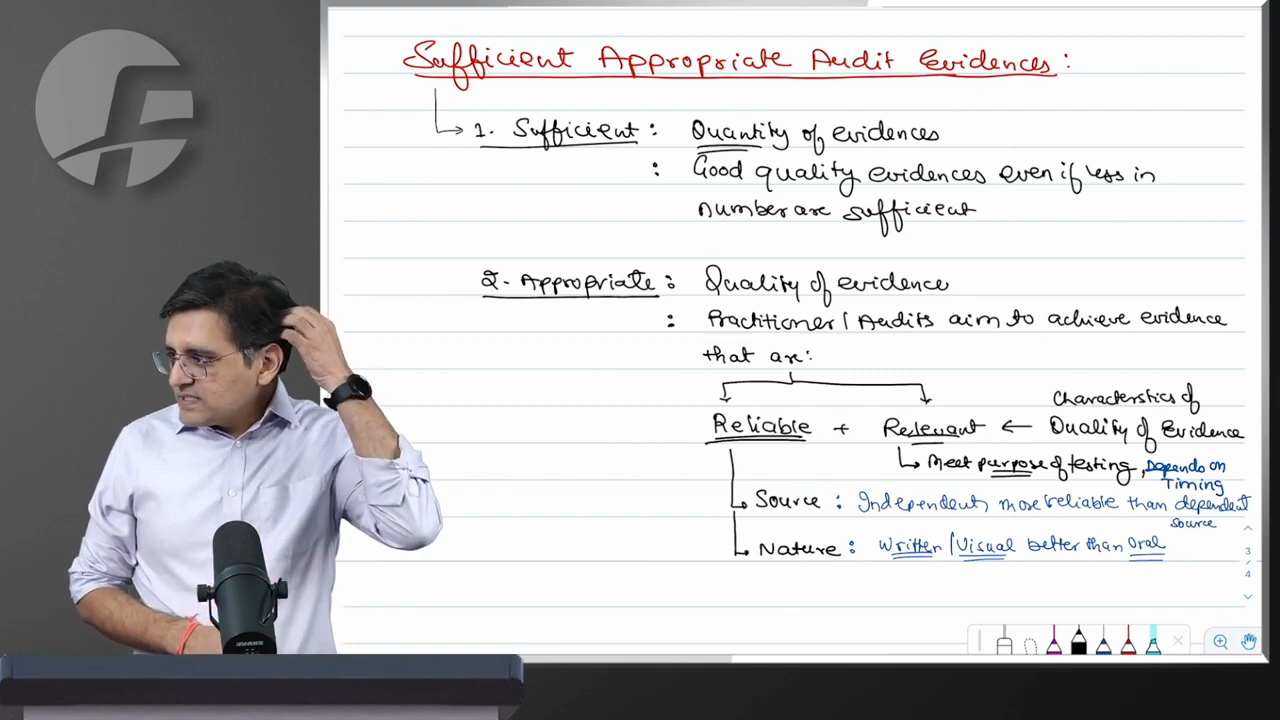 Sufficient Appropriate Audit Evidences:
1. Sufficient : Quantity of evidences
: Good quality evidences even if less in
number are sufficient
2. Appropriate : Quality of evidence
: Practitioner / Audits aim to achieve evidence
that are:
Characterstics of
Reliable + Relevant ← Quality of Evidence
Meet purpose of testing, Depends on
Timing
Source : Independent, more reliable than dependent
source
Nature : Written / Visual better than Oral
3
/
4